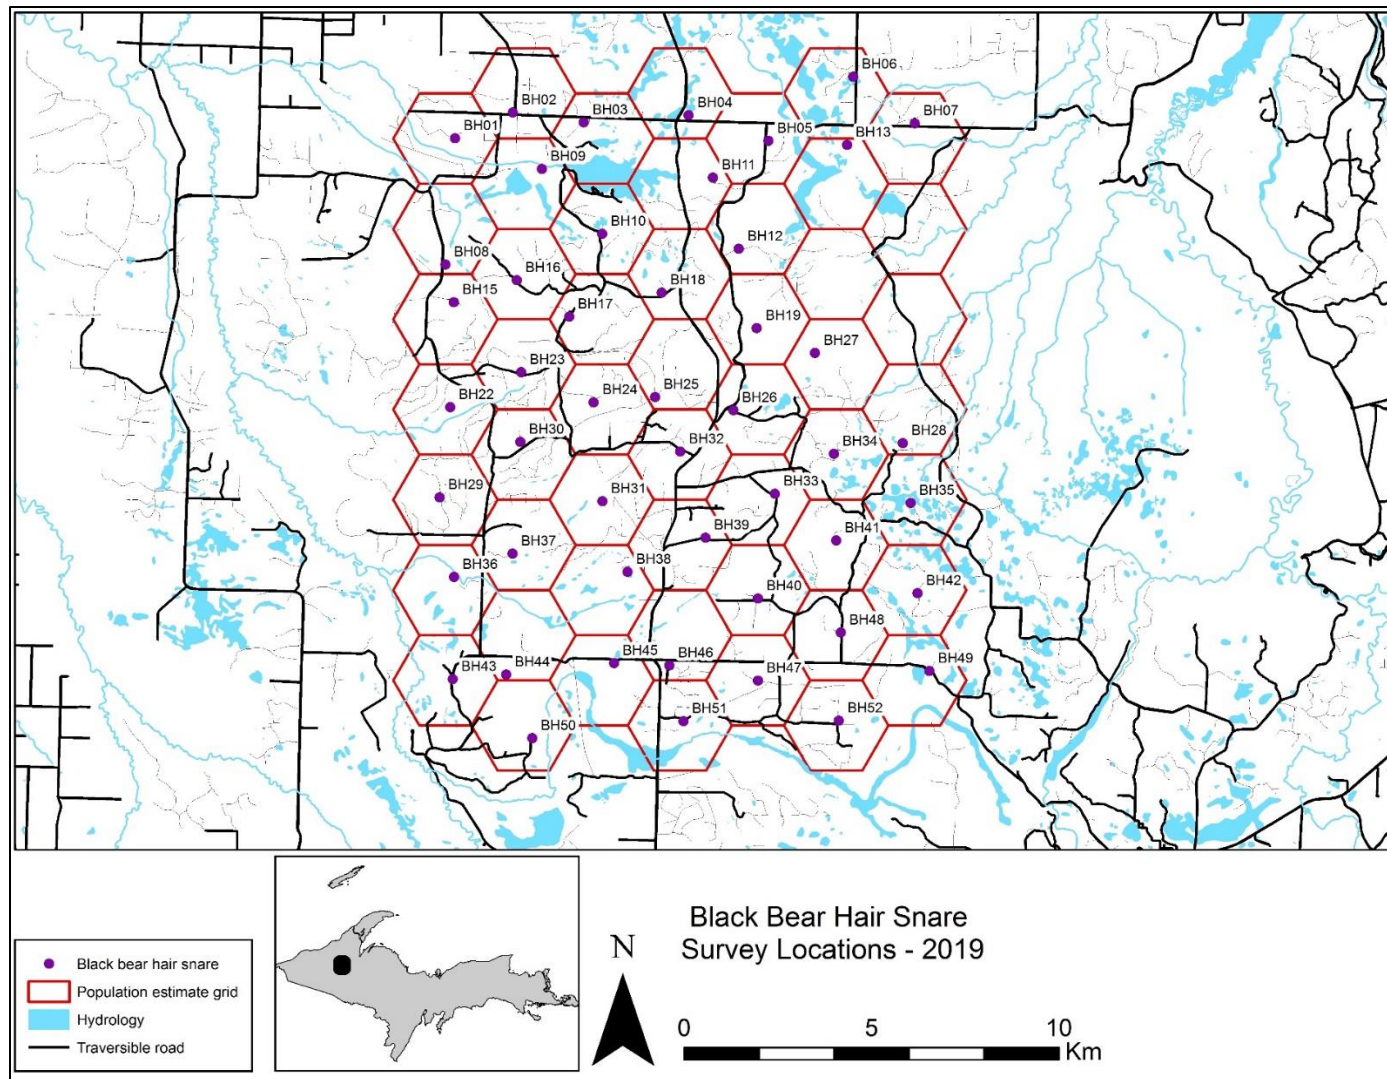 BH06
BH02
BH03
BH04
BH07
BH01
BH05
BH13
BH09
BH11
BH10
BH12
BH08
BH16
BH18
BH15
BH17
BH19
BH27
BH23
BH22
BH24
BH25
BH26
BH30
BH32
BH34
BH28
BH29
BH31
BH33
BH35
BH37
BH39
BH41
BH36
BH38
BH40
BH42
BH48
BH43
BH44
BH45
BH46
BH47
BH49
BH50
BH51
BH52
Black bear hair snare
Population estimate grid
Hydrology
Traversible road
N
Black Bear Hair Snare
Survey Locations - 2019
0 5 10
Km